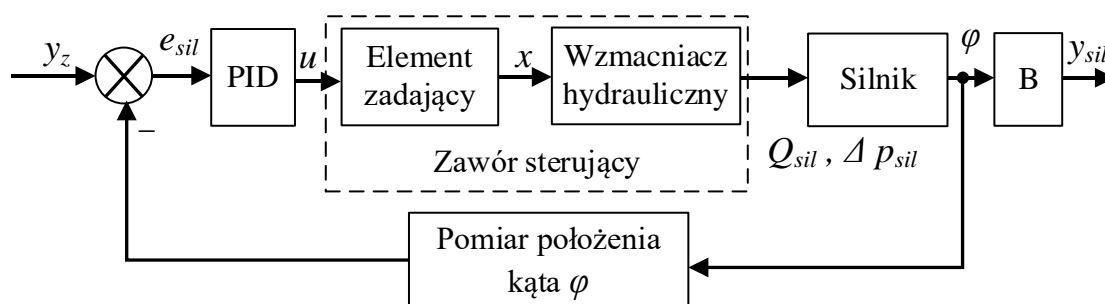 y_z
e_sil
PID
u
Element
zadający
x
Wzmacniacz
hydrauliczny
Zawór sterujący
Silnik
Q_sil , Δ p_sil
φ
B
y_sil
−
Pomiar położenia
kąta φ